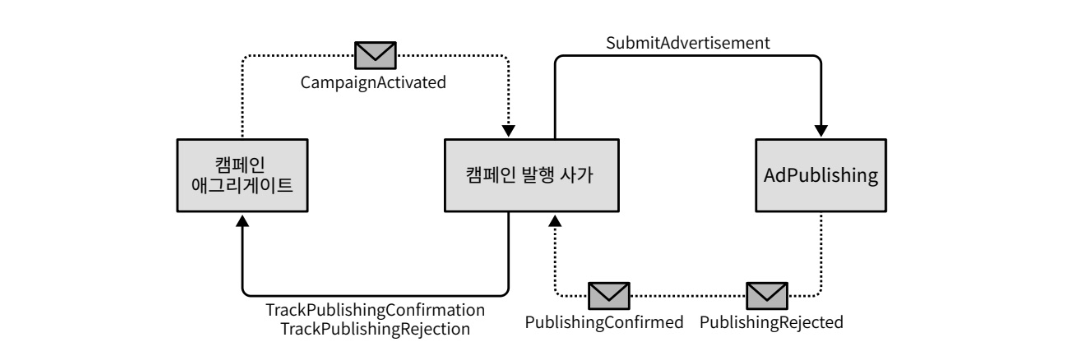 SubmitAdvertisement
CampaignActivated
캠페인
애그리게이트
캠페인 발행 사가
AdPublishing
TrackPublishingConfirmation
TrackPublishingRejection
PublishingConfirmed
PublishingRejected